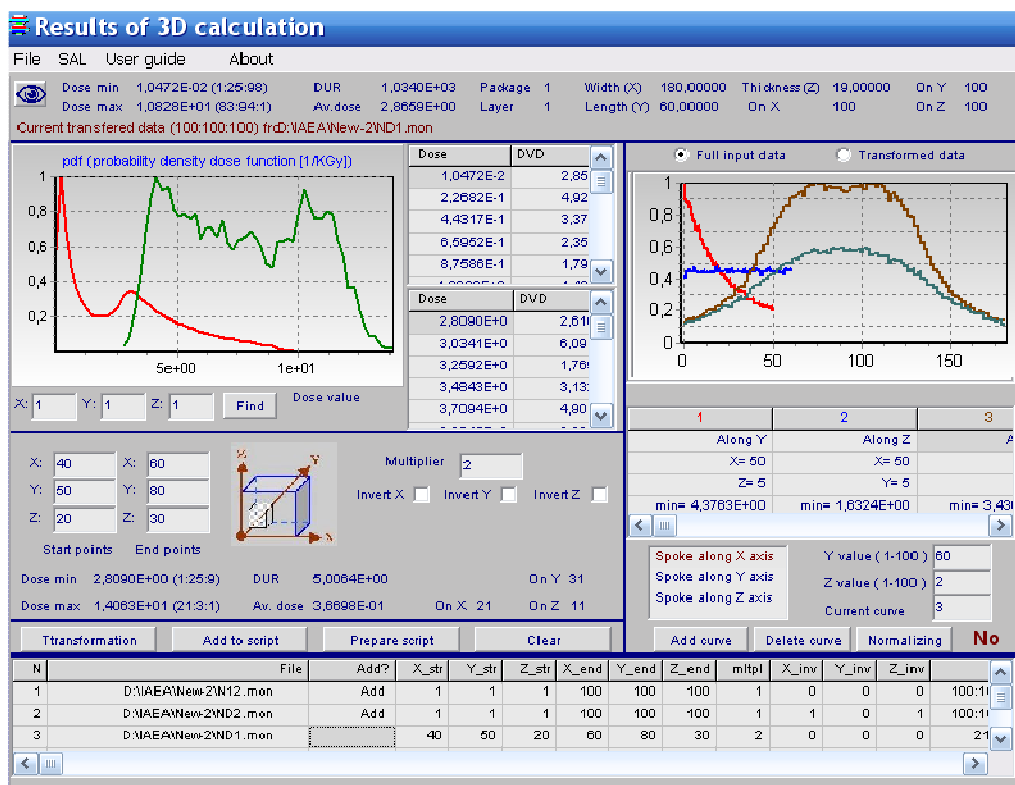 Results of 3D calculation
File SAL User guide About
Dose min 1,0472E-02 (1:25:98) DUR 1,0340E+03 Package 1 Width (X) 180,00000 Thickness (Z) 19,00000 On Y 100
Dose max 1,0828E+01 (83:94:1) Av.dose 2,8659E+00 Layer 1 Length (Y) 60,00000 On X 100 On Z 100
Current transfered data (100:100:100) frcD:\IAEA\New-2\ND1.mon
pdf (probability density dose function [1/KGy])
1
0,8
0,6
0,4
0,2
5e+00 1e+01
Dose DVD
1,0472E-2 2,85
2,2682E-1 4,92
4,4317E-1 3,37
6,5952E-1 2,35
8,7586E-1 1,79
Dose DVD
2,8090E+0 2,61
3,0341E+0 6,09
3,2592E+0 1,76
3,4843E+0 3,13
3,7094E+0 4,90
Full input data Transformed data
1
0,8
0,6
0,4
0,2
0
0 50 100 150
X: 1 Y: 1 Z: 1 Find Dose value
1 2 3
Along Y Along Z A
X= 50 X= 50
Z= 5 Y= 5
min= 4,3763E+00 min= 1,6324E+00 min= 3,43
X: 40 X: 60
Y: 50 Y: 80
Z: 20 Z: 30
Start points End points
Z Y X
Multiplier 2
Invert X Invert Y Invert Z
Dose min 2,8090E+00 (1:25:9) DUR 5,0064E+00 On Y 31
Dose max 1,4063E+01 (21:3:1) Av. dose 3,6698E-01 On X 21 On Z 11
Spoke along X axis
Spoke along Y axis
Spoke along Z axis
Y value ( 1-100 ) 60
Z value ( 1-100 ) 2
Current curve 3
Ttransformation Add to script Prepare script Clear
Add curve Delete curve Normalizing No
N File Add? X_str Y_str Z_str X_end Y_end Z_end mltpl X_inv Y_inv Z_inv
1 D:\IAEA\New-2\N12.mon Add 1 1 1 100 100 100 1 0 0 0 100:1
2 D:\IAEA\New-2\ND2.mon Add 1 1 1 100 100 100 1 1 0 1 100:1
3 D:\IAEA\New-2\ND1.mon 40 50 20 60 80 30 2 0 0 0 21